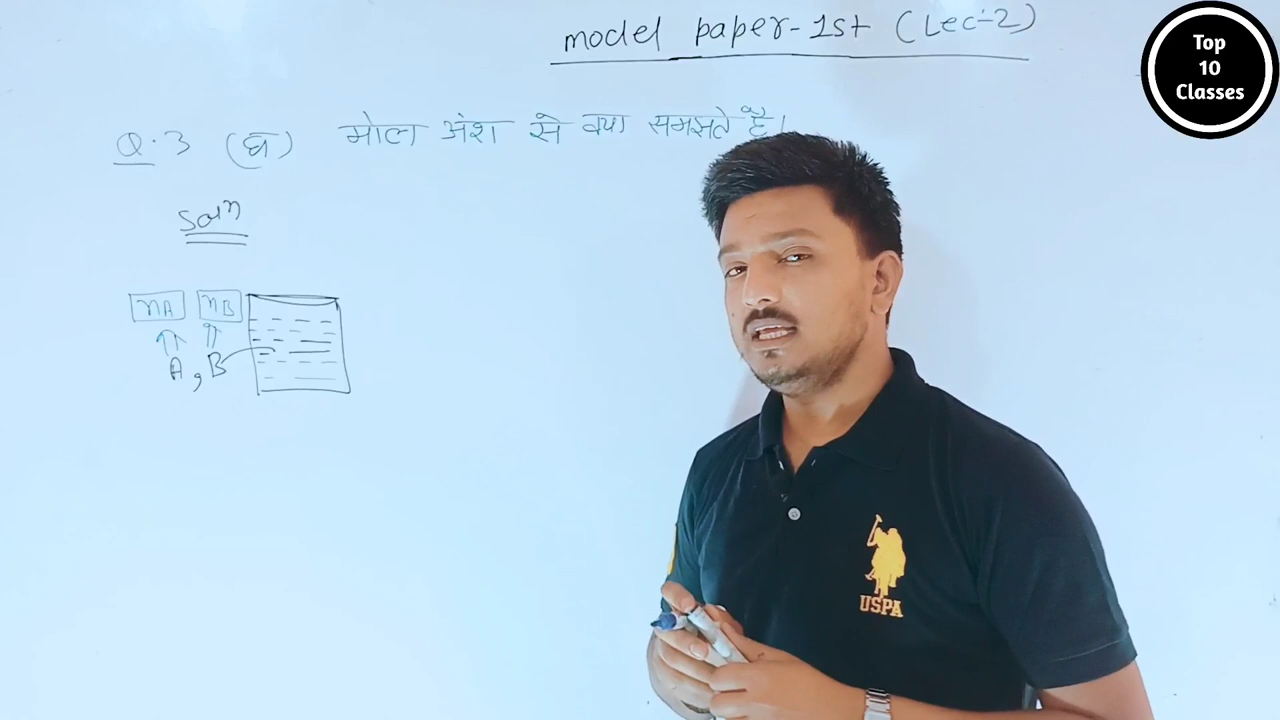 model paper-1st (Lec-2)
Top
10
Classes
Q.3 (घ) मोल अंश से क्या समझते है।
Soln
nA nB
A, B
USPA